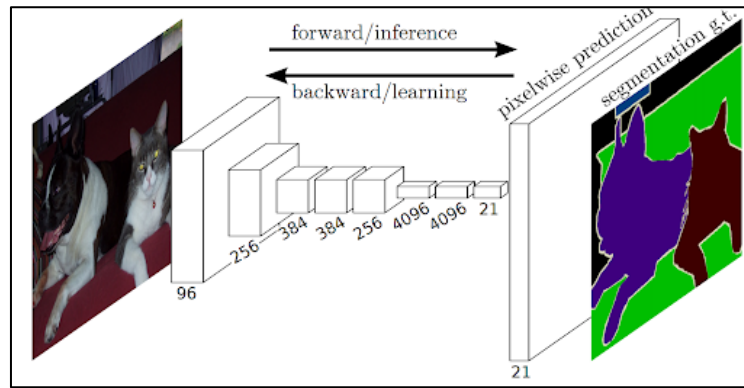 forward/inference
backward/learning
pixelwise prediction
segmentation g.t.
96
256
384
384
256
4096
4096
21
21